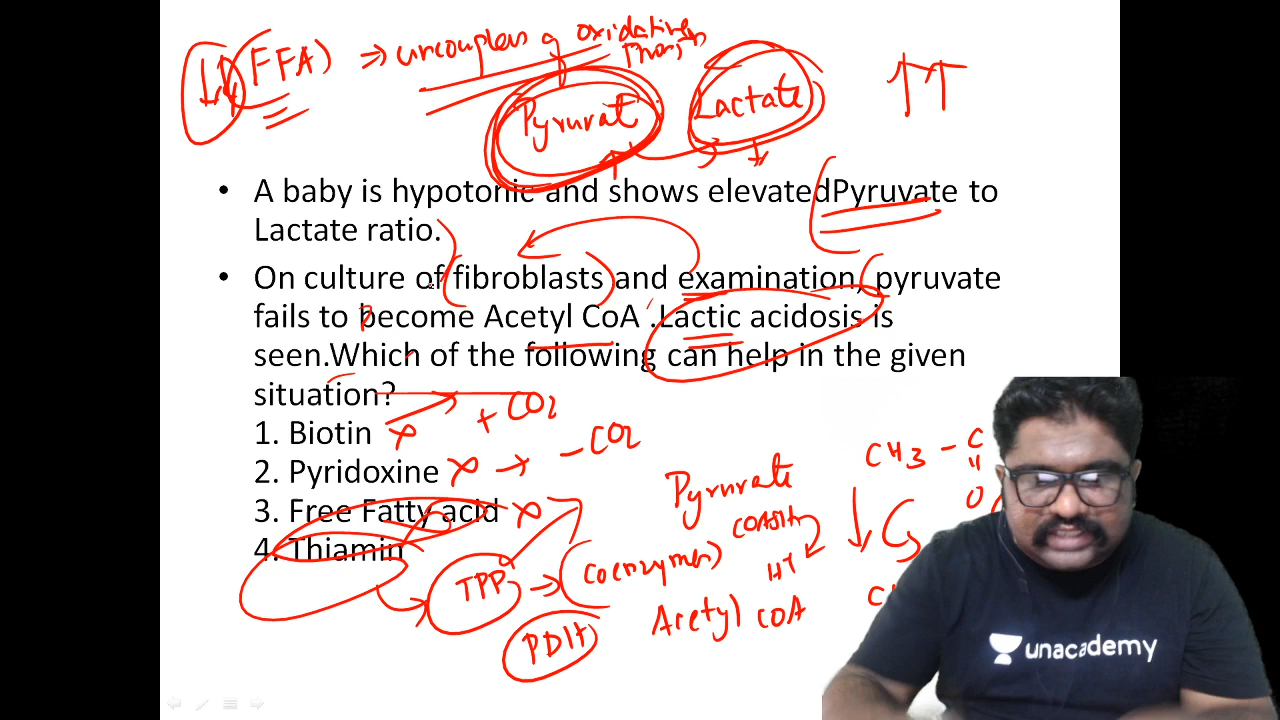 (FFA) ⇒ uncouplers of oxidative
Pyruvat Lactate ↑↑
• A baby is hypotonic and shows elevatedPyruvate to
Lactate ratio.
• On culture of fibroblasts and examination, pyruvate
fails to become Acetyl CoA .Lactic acidosis is
seen.Which of the following can help in the given
situation?
+ CO2
1. Biotin ×
- CO2
2. Pyridoxine × →
Pyruvate CH3 - C
3. Free Fatty acid × O
COASH
4. Thiamin
TPP → (Coenzyme)
Acetyl COA
PDH
unacademy